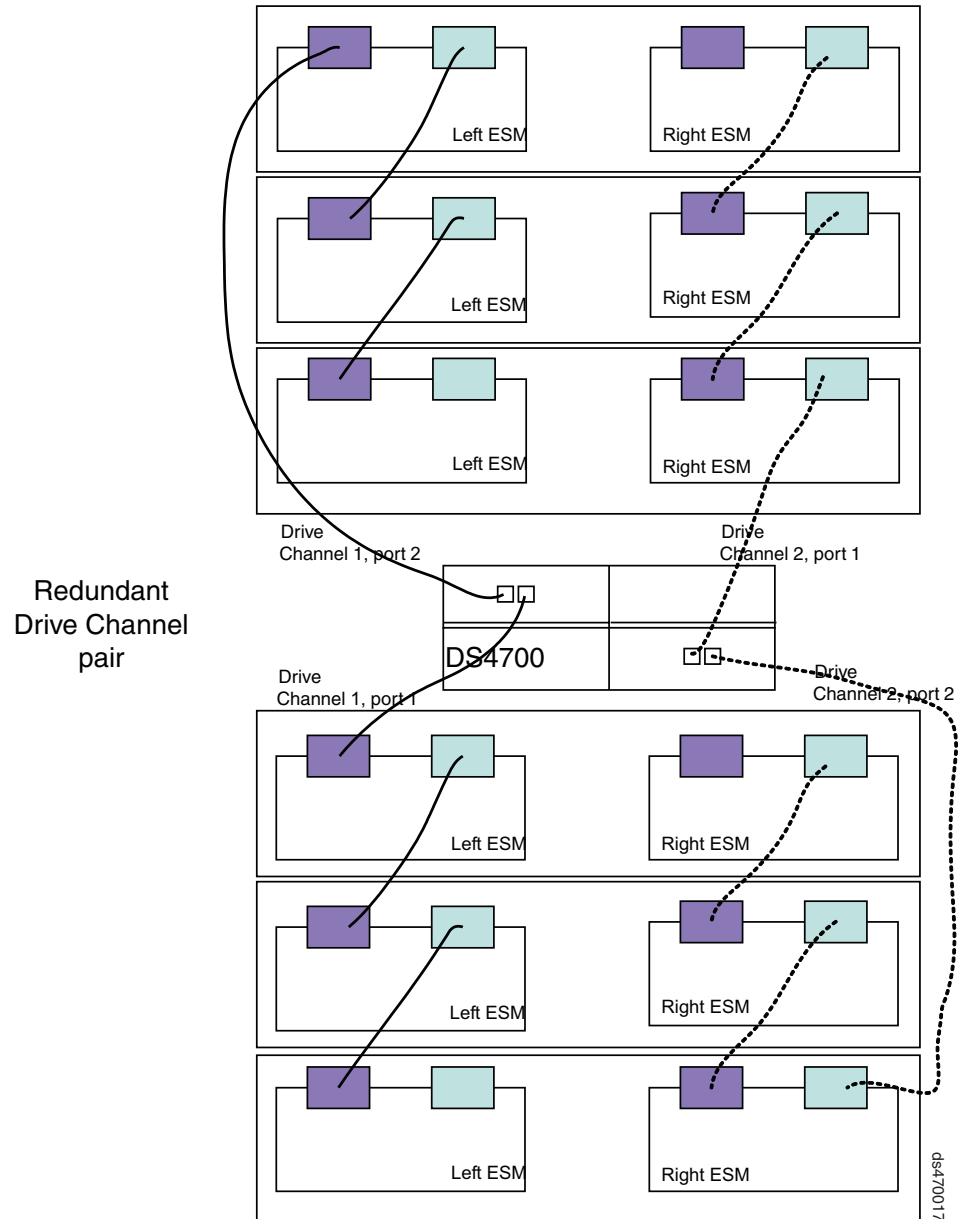 Left ESM
Right ESM
Left ESM
Right ESM
Left ESM
Right ESM
Drive
Channel 1, port 2
Drive
Channel 2, port 1
Redundant
Drive Channel
pair
DS4700
Drive
Channel 1, port 1
Drive
Channel 2, port 2
Left ESM
Right ESM
Left ESM
Right ESM
Left ESM
Right ESM
ds470017